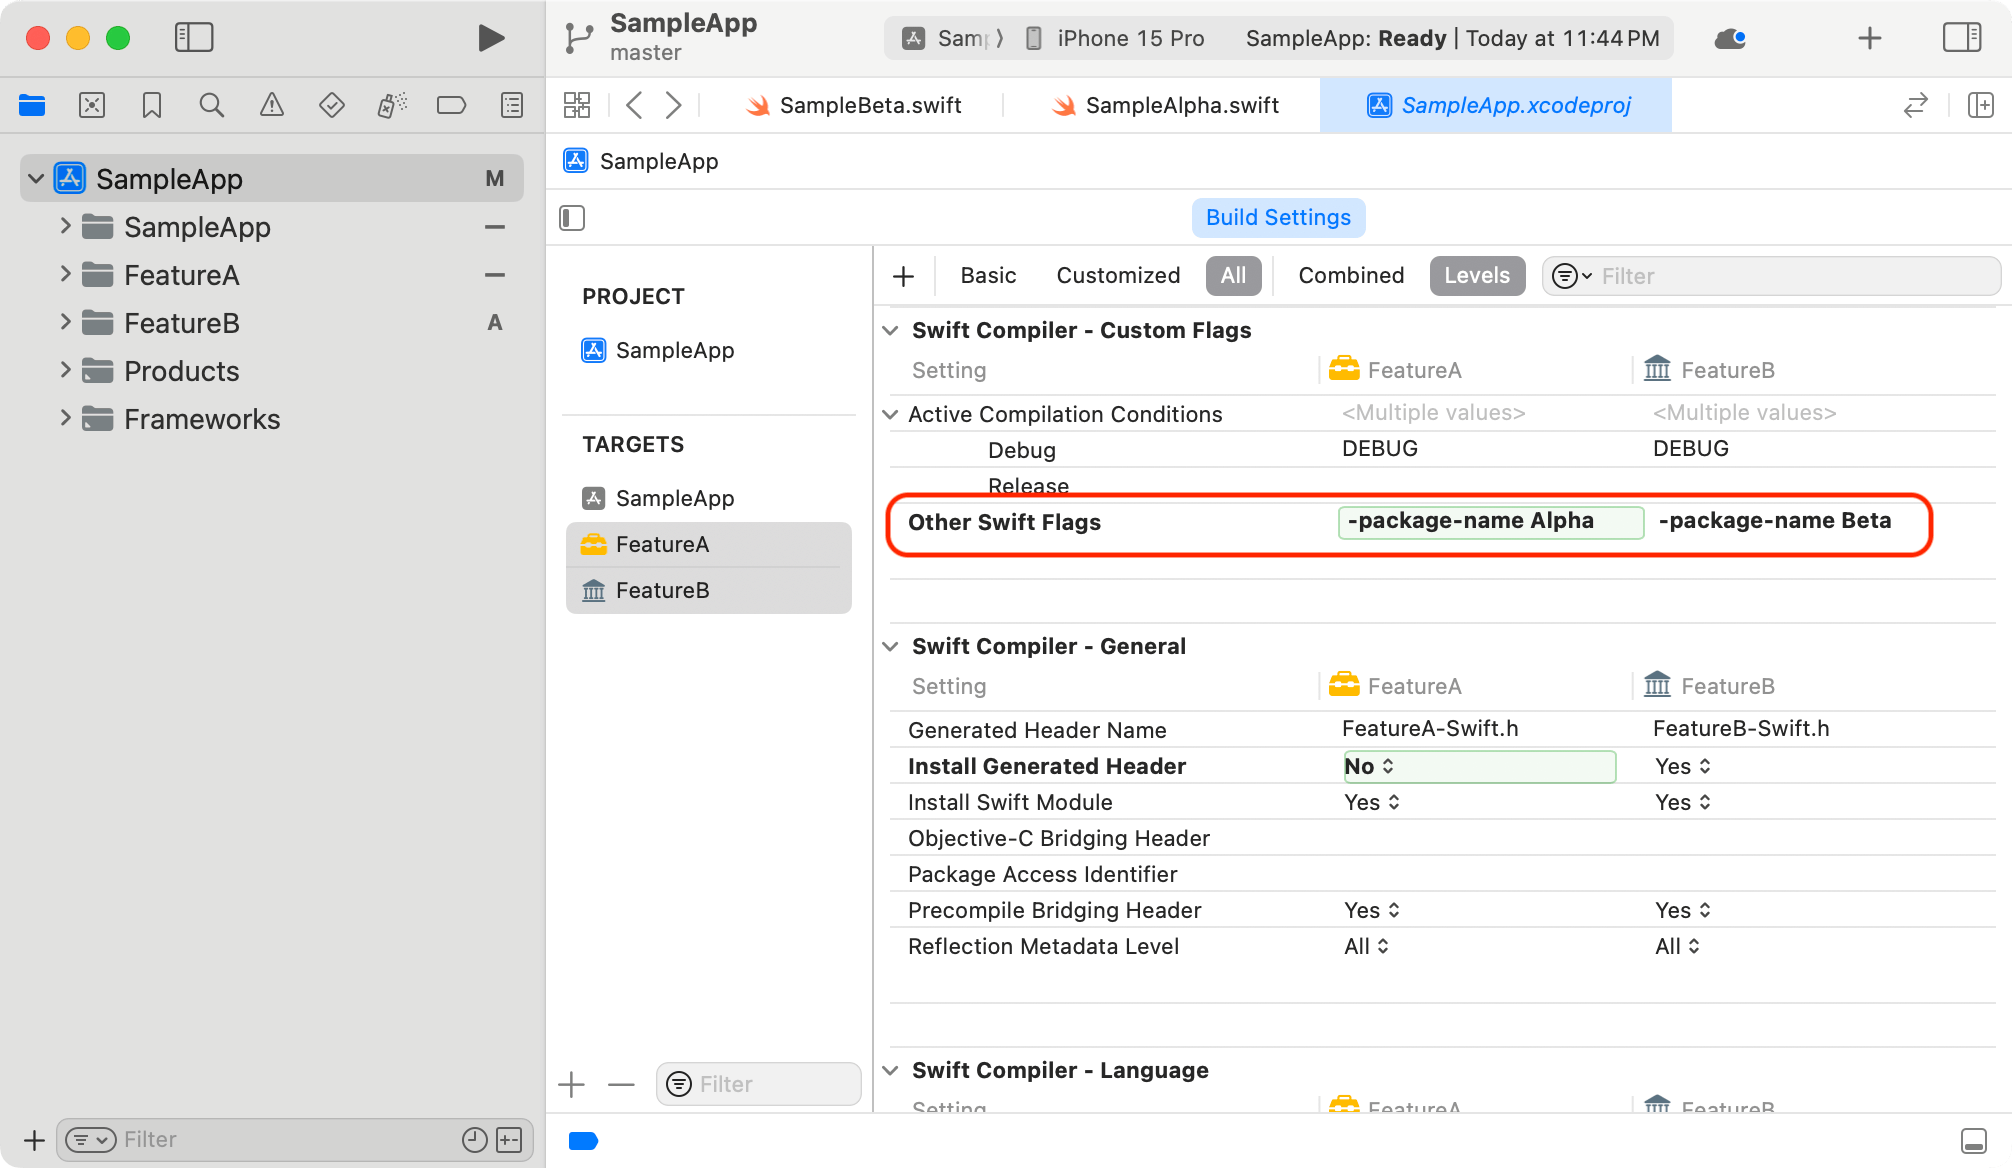 SampleApp
master
Samp
iPhone 15 Pro
SampleApp: Ready | Today at 11:44 PM
SampleBeta.swift
SampleAlpha.swift
SampleApp.xcodeproj
SampleApp M
SampleApp
FeatureA
FeatureB A
Products
Frameworks
Filter
SampleApp
Build Settings
PROJECT
SampleApp
TARGETS
SampleApp
FeatureA
FeatureB
Filter
Basic Customized All Combined Levels Filter
Swift Compiler - Custom Flags
Setting FeatureA FeatureB
Active Compilation Conditions <Multiple values> <Multiple values>
Debug DEBUG DEBUG
Release
Other Swift Flags -package-name Alpha -package-name Beta
Swift Compiler - General
Setting FeatureA FeatureB
Generated Header Name FeatureA-Swift.h FeatureB-Swift.h
Install Generated Header No Yes
Install Swift Module Yes Yes
Objective-C Bridging Header
Package Access Identifier
Precompile Bridging Header Yes Yes
Reflection Metadata Level All All
Swift Compiler - Language
Setting FeatureA FeatureB